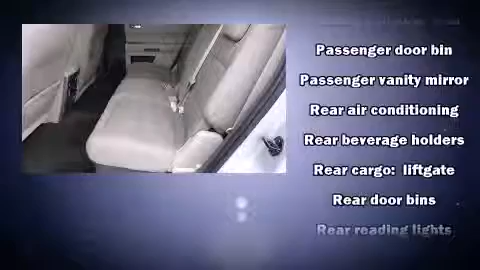 Passenger door bin
Passenger vanity mirror
Rear air conditioning
Rear beverage holders
Rear cargo: liftgate
Rear door bins
Rear reading lights